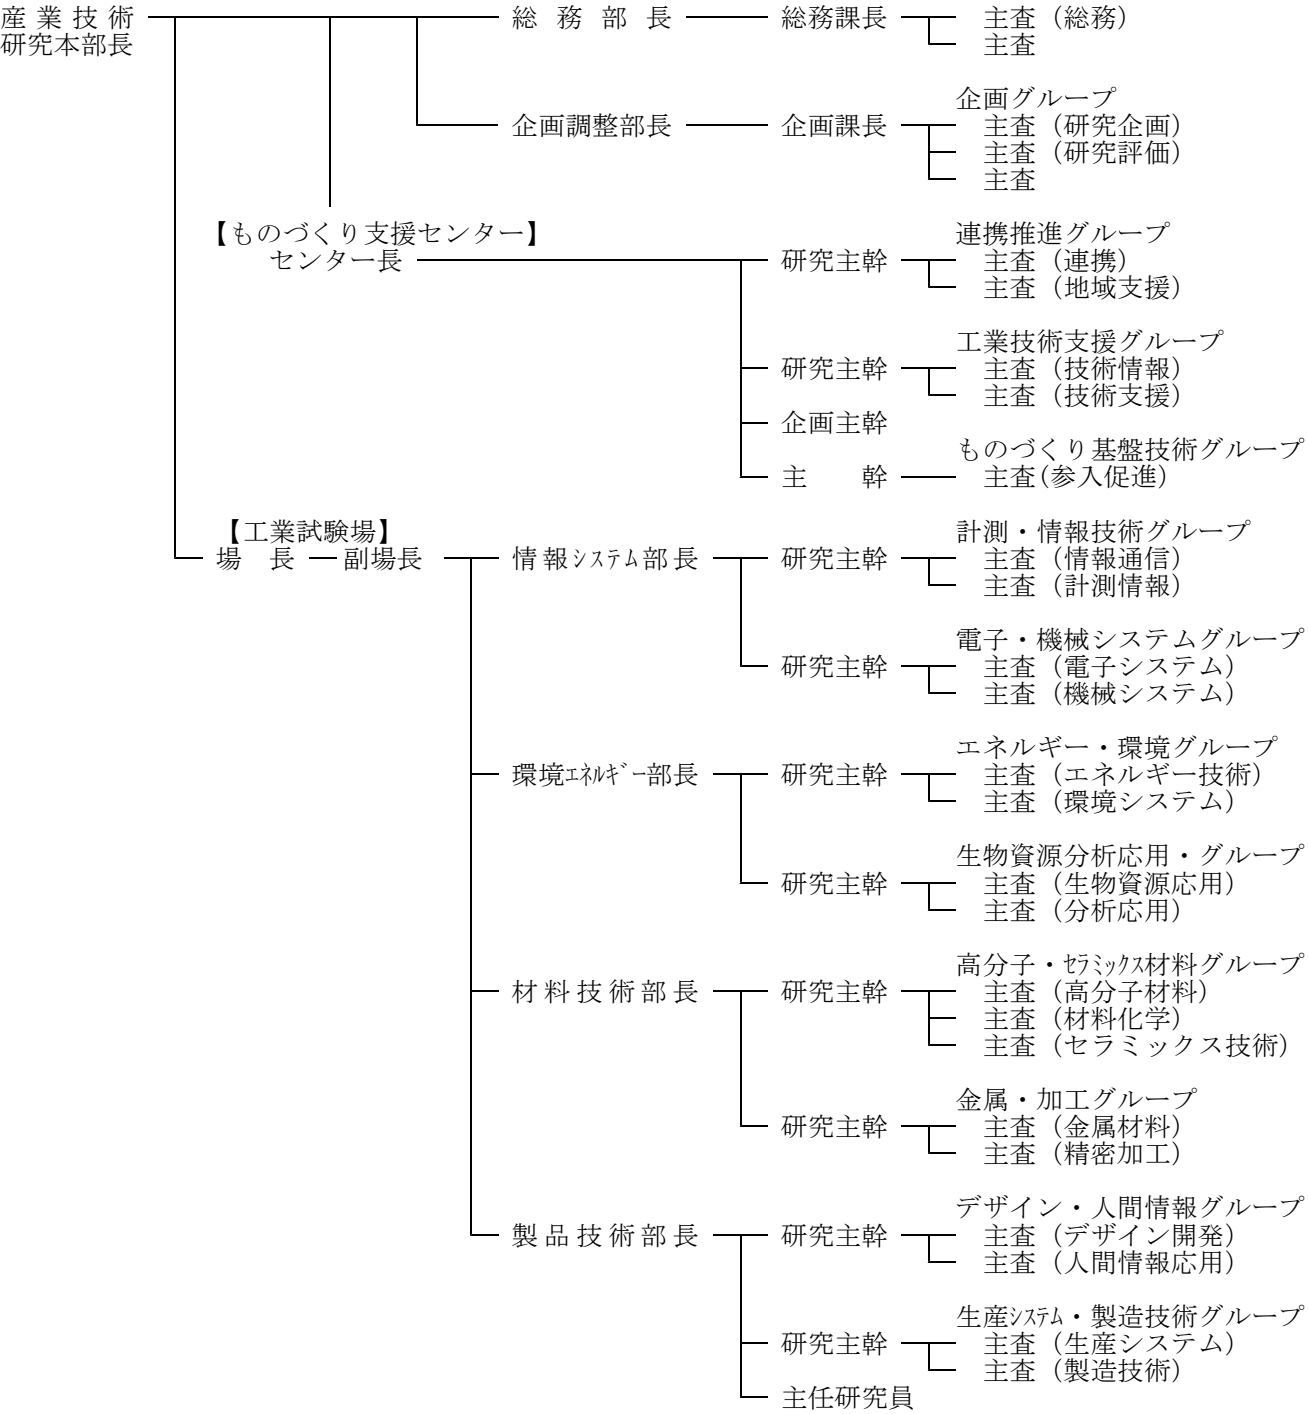 産業技術 総務部長 総務課長 主査（総務）
研究本部長 主査
企画グループ
企画調整部長 企画課長 主査（研究企画）
主査（研究評価）
主査
【ものづくり支援センター】 連携推進グループ
センター長 研究主幹 主査（連携）
主査（地域支援）
工業技術支援グループ
研究主幹 主査（技術情報）
主査（技術支援）
企画主幹
ものづくり基盤技術グループ
主　幹 主査（参入促進）
【工業試験場】 計測・情報技術グループ
場　長 副場長 情報ｼｽﾃﾑ部長 研究主幹 主査（情報通信）
主査（計測情報）
電子・機械システムグループ
研究主幹 主査（電子システム）
主査（機械システム）
エネルギー・環境グループ
環境ｴﾈﾙｷﾞｰ部長 研究主幹 主査（エネルギー技術）
主査（環境システム）
生物資源分析応用・グループ
研究主幹 主査（生物資源応用）
主査（分析応用）
高分子・ｾﾗﾐｯｸｽ材料グループ
材料技術部長 研究主幹 主査（高分子材料）
主査（材料化学）
主査（セラミックス技術）
金属・加工グループ
研究主幹 主査（金属材料）
主査（精密加工）
デザイン・人間情報グループ
製品技術部長 研究主幹 主査（デザイン開発）
主査（人間情報応用）
生産ｼｽﾃﾑ・製造技術グループ
研究主幹 主査（生産システム）
主査（製造技術）
主任研究員